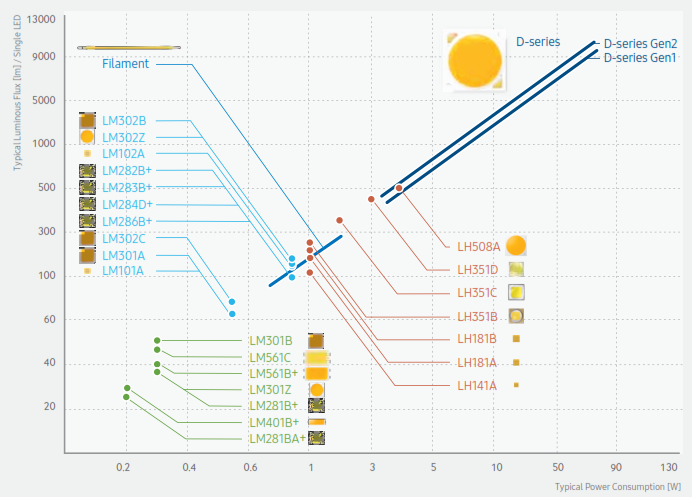 Typical Luminous Flux [lm] / Single LED
13000
9000
5000
1000
500
300
100
60
40
20
Filament
D-series
D-series Gen2
D-series Gen1
LM302B
LM302Z
LM102A
LM282B+
LM283B+
LM284D+
LM286B+
LM302C
LM301A
LM101A
LH508A
LH351D
LH351C
LH351B
LH181B
LH181A
LH141A
LM301B
LM561C
LM561B+
LM301Z
LM281B+
LM401B+
LM281BA+
0.2 0.4 0.6 1 3 5 10 50 90 130
Typical Power Consumption [W]